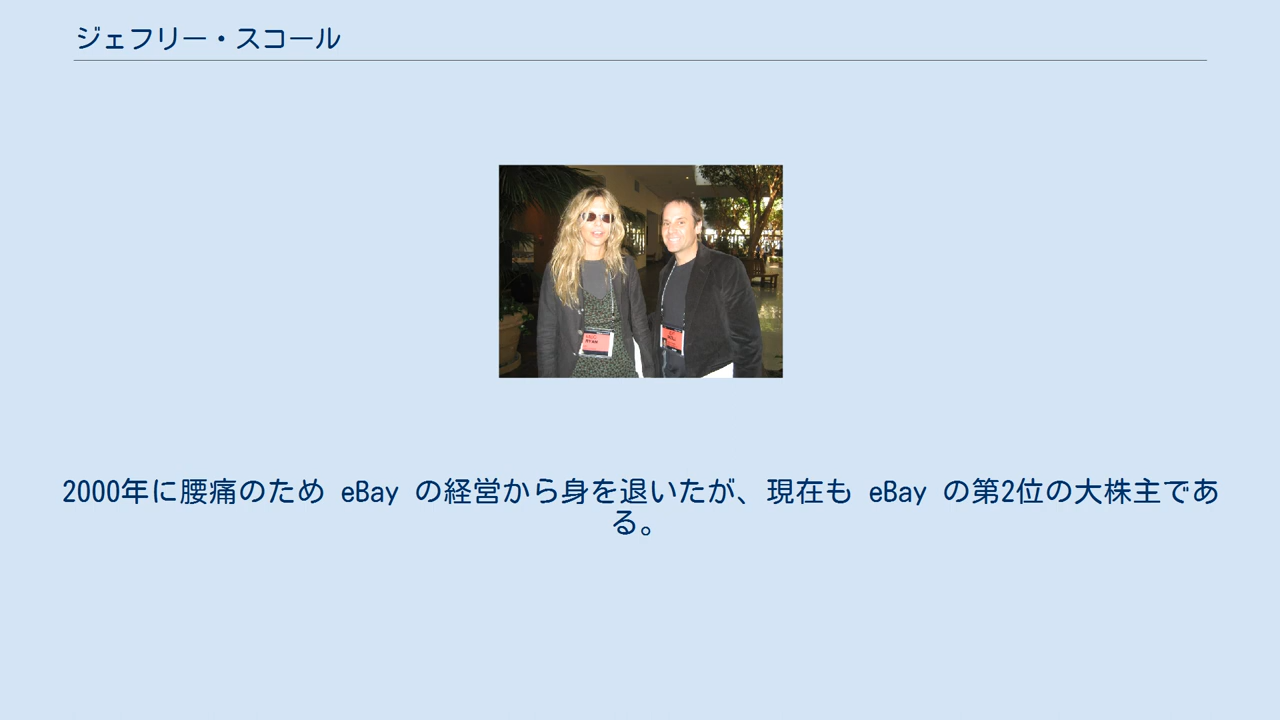 ジェフリー・スコール
RYAN
2000年に腰痛のため eBay の経営から身を退いたが、現在も eBay の第2位の大株主であ
る。